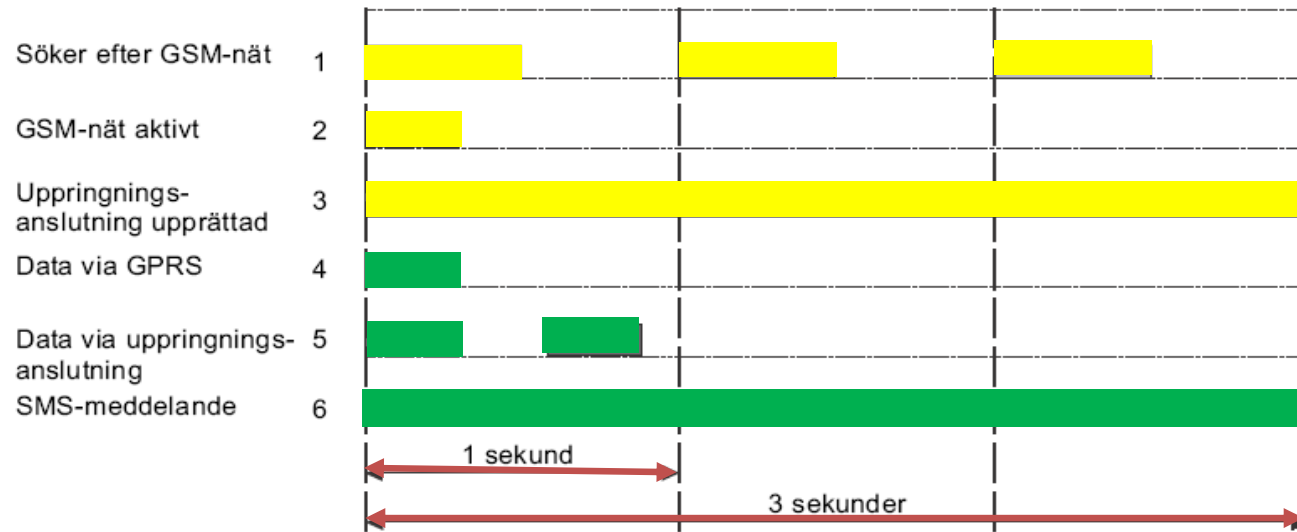 Söker efter GSM-nät 1
GSM-nät aktivt 2
Uppringnings-
anslutning upprättad 3
Data via GPRS 4
Data via uppringnings- 5
anslutning
SMS-meddelande 6
1 sekund
3 sekunder